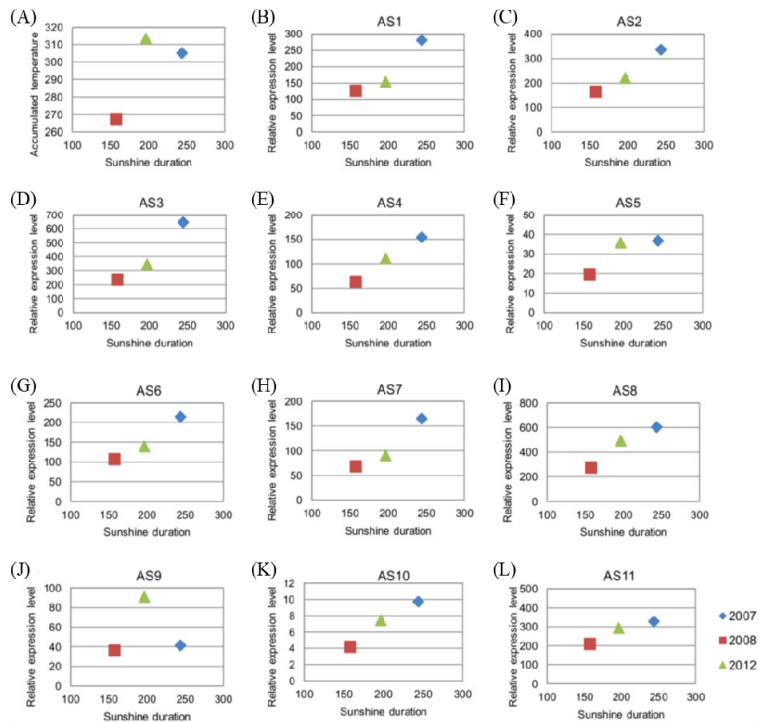 (A)
Accumulated temperature
320
310
300
290
280
270
260
100 150 200 250 300
Sunshine duration
(B)
AS1
Relative expression level
300
250
200
150
100
50
0
100 150 200 250 300
Sunshine duration
(C)
AS2
Relative expression level
400
300
200
100
0
100 150 200 250 300
Sunshine duration
(D)
AS3
Relative expression level
700
600
500
400
300
200
100
0
100 150 200 250 300
Sunshine duration
(E)
AS4
Relative expression level
200
150
100
50
0
100 150 200 250 300
Sunshine duration
(F)
AS5
Relative expression level
50
40
30
20
10
0
100 150 200 250 300
Sunshine duration
(G)
AS6
Relative expression level
250
200
150
100
50
0
100 150 200 250 300
Sunshine duration
(H)
AS7
Relative expression level
200
150
100
50
0
100 150 200 250 300
Sunshine duration
(I)
AS8
Relative expression level
800
600
400
200
0
100 150 200 250 300
Sunshine duration
(J)
AS9
Relative expression level
100
80
60
40
20
0
100 150 200 250 300
Sunshine duration
(K)
AS10
Relative expression level
12
10
8
6
4
2
0
100 150 200 250 300
Sunshine duration
(L)
AS11
Relative expression level
500
400
300
200
100
0
100 150 200 250 300
Sunshine duration
2007
2008
2012